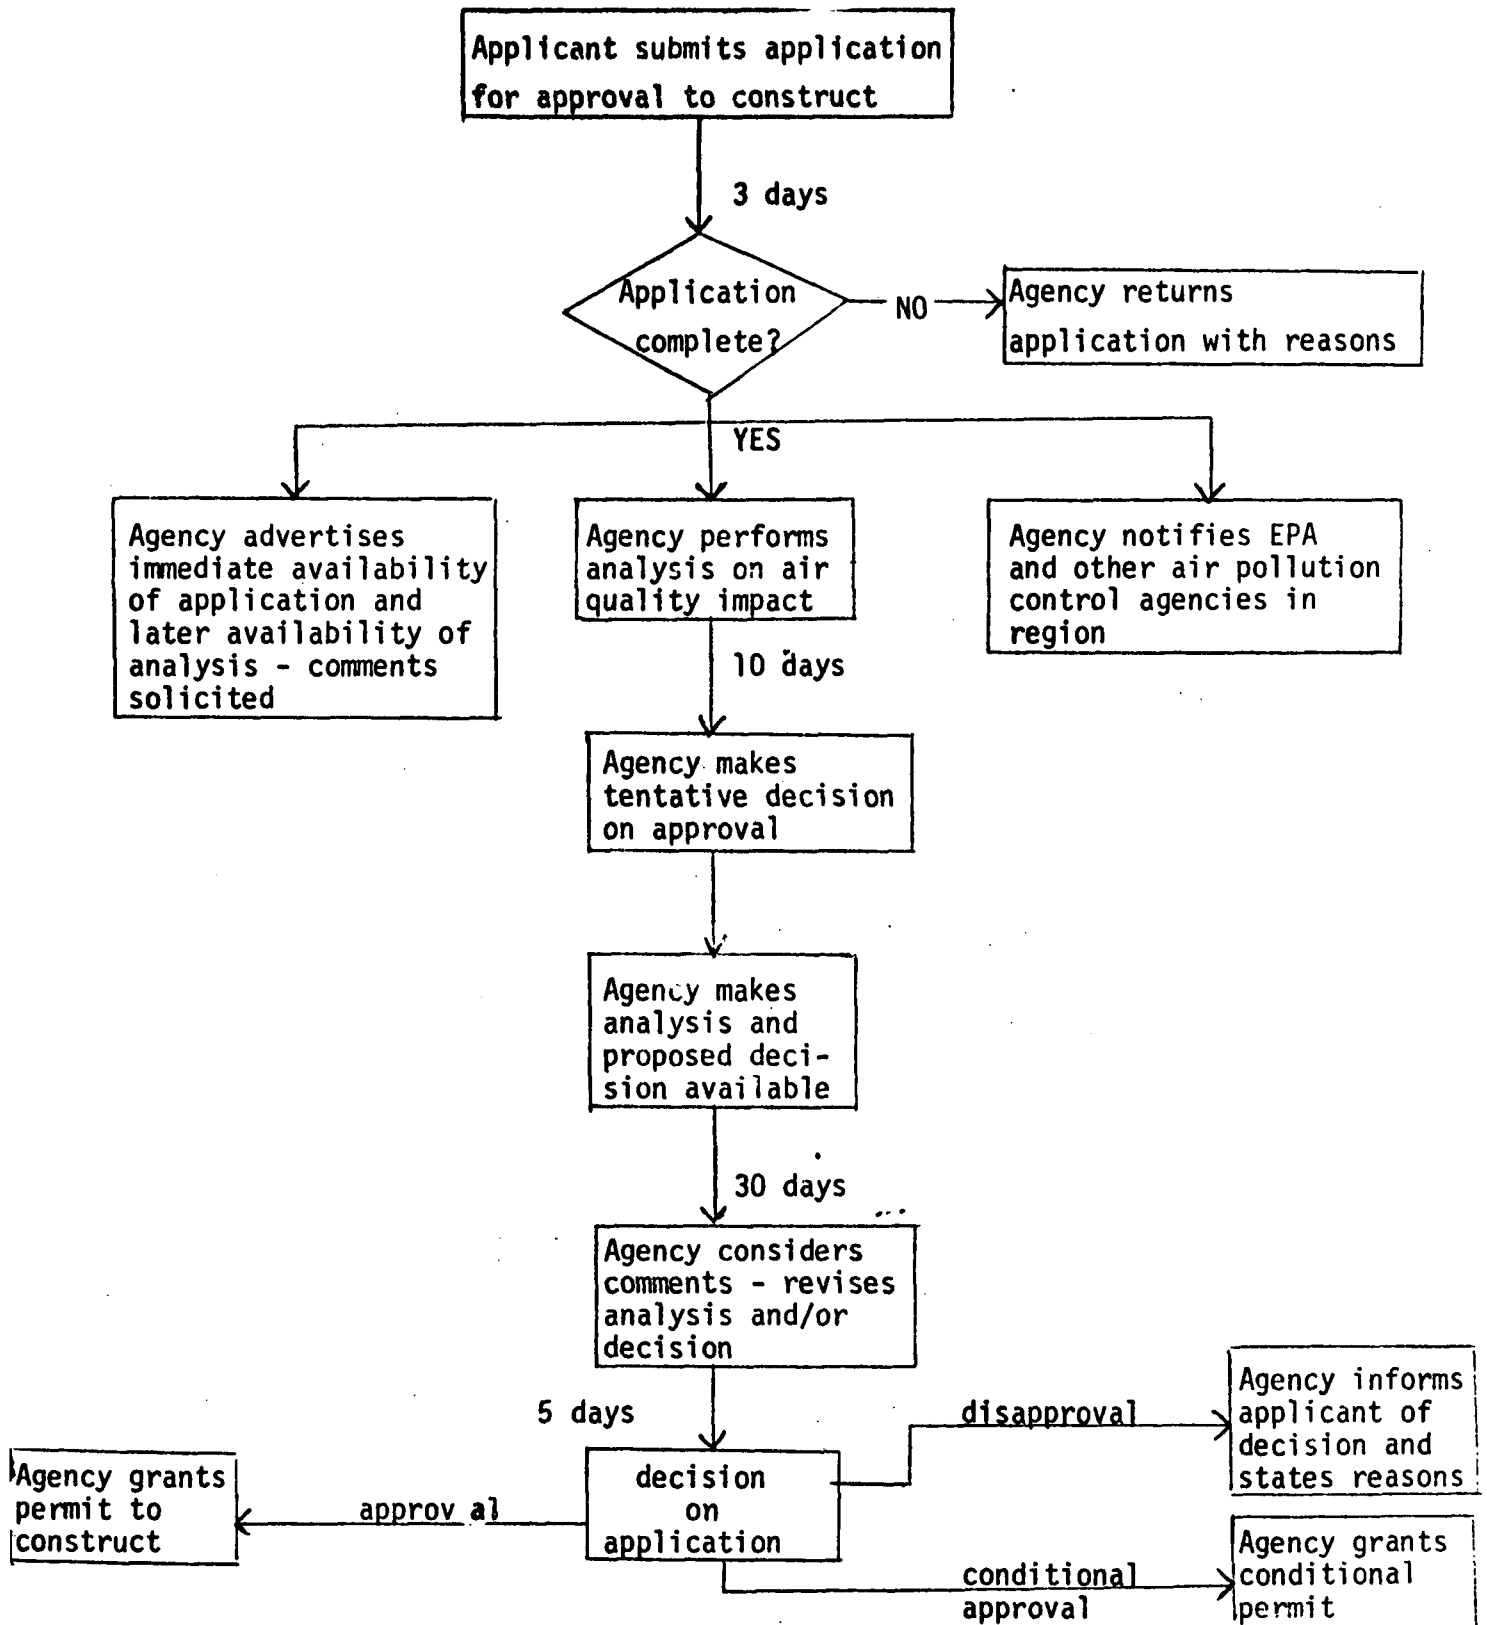 Applicant submits application
for approval to construct
3 days
Application
complete?
NO
Agency returns
application with reasons
YES
Agency advertises
immediate availability
of application and
later availability of
analysis - comments
solicited
Agency performs
analysis on air
quality impact
Agency notifies EPA
and other air pollution
control agencies in
region
10 days
Agency makes
tentative decision
on approval
Agency makes
analysis and
proposed deci-
sion available
30 days
Agency considers
comments - revises
analysis and/or
decision
5 days
disapproval
Agency informs
applicant of
decision and
states reasons
Agency grants
permit to
construct
approval
decision
on
application
conditional
approval
Agency grants
conditional
permit